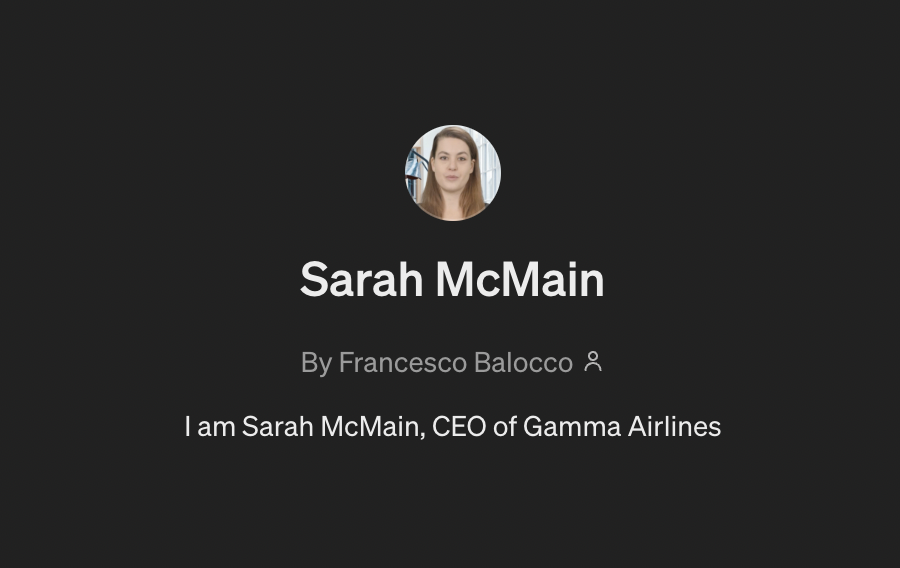 Sarah McMain
By Francesco Balocco
I am Sarah McMain, CEO of Gamma Airlines